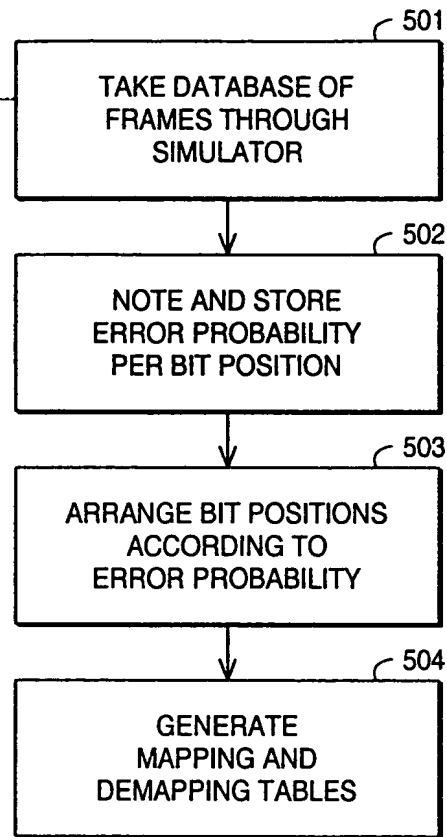 501
TAKE DATABASE OF
FRAMES THROUGH
SIMULATOR
502
NOTE AND STORE
ERROR PROBABILITY
PER BIT POSITION
503
ARRANGE BIT POSITIONS
ACCORDING TO
ERROR PROBABILITY
504
GENERATE
MAPPING AND
DEMAPPING TABLES